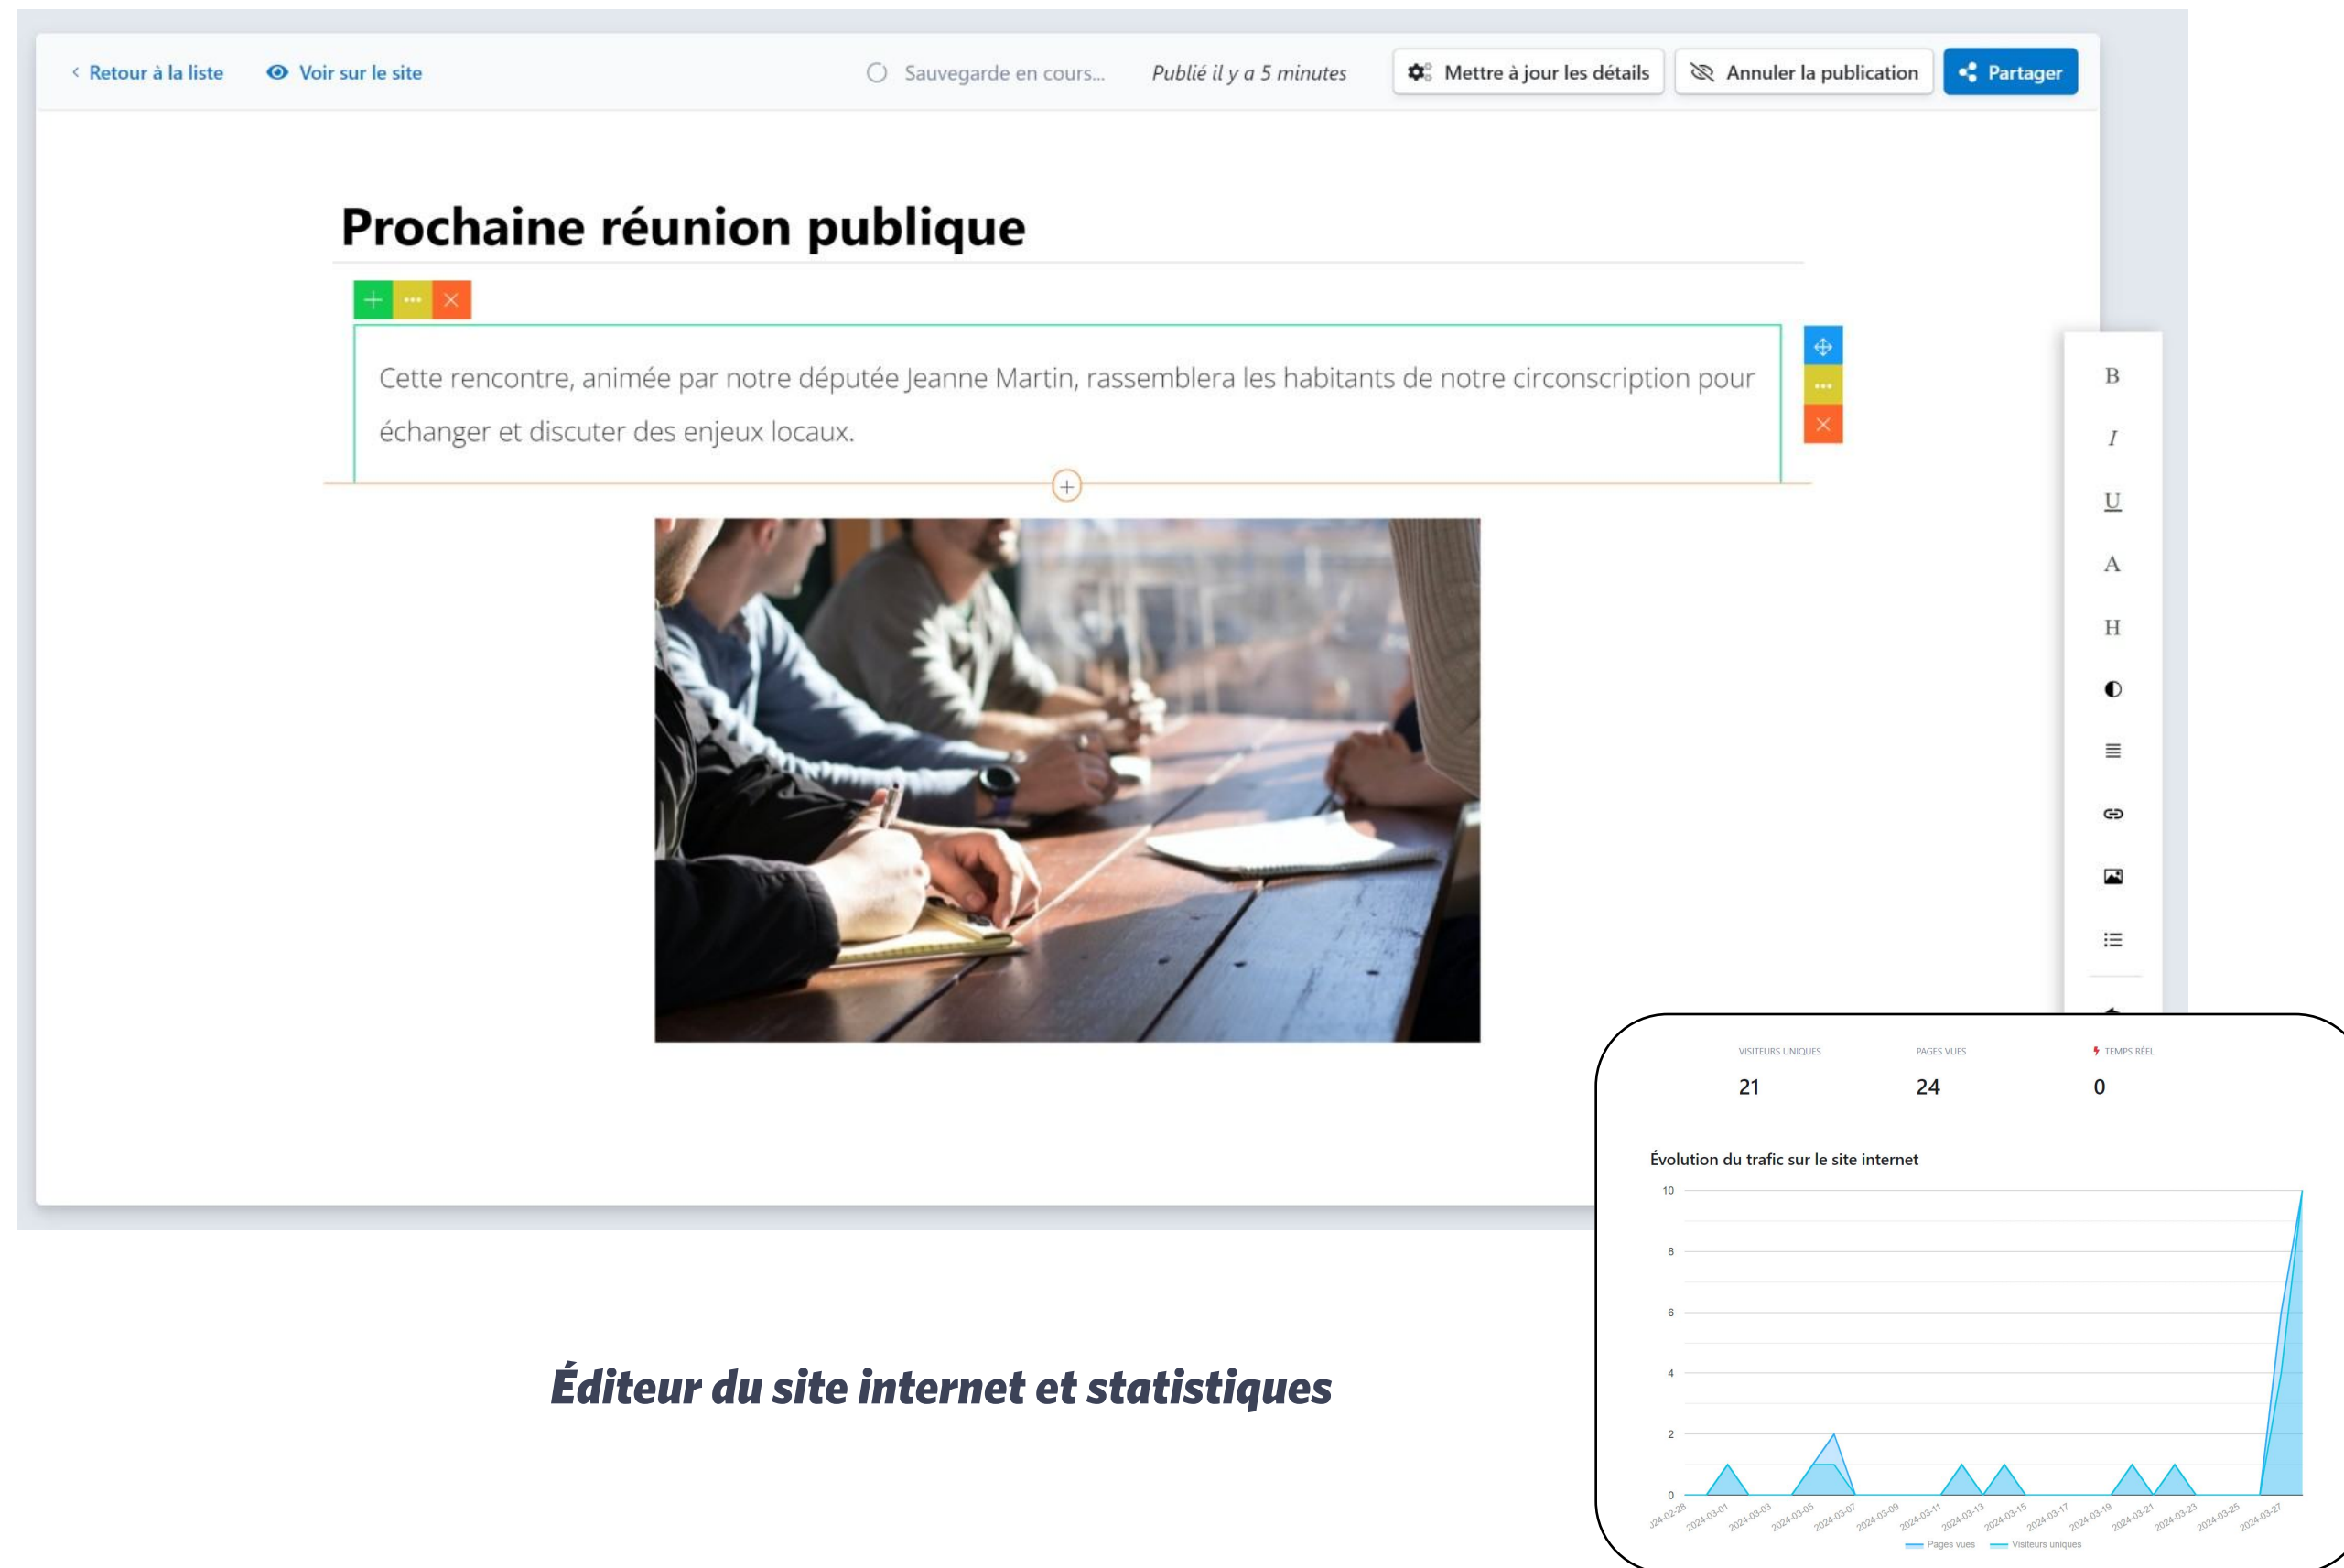 Retour à la liste
Voir sur le site
Sauvegarde en cours...
Publié il y a 5 minutes
Mettre à jour les détails
Annuler la publication
Partager
Prochaine réunion publique
Cette rencontre, animée par notre députée Jeanne Martin, rassemblera les habitants de notre circonscription pour
échanger et discuter des enjeux locaux.
B
I
U
A
H
VISITEURS UNIQUES
PAGES VUES
TEMPS RÉEL
21
24
0
Évolution du trafic sur le site internet
10
8
6
4
2
0
024-02-28
2024-03-01
2024-03-03
2024-03-05
2024-03-07
2024-03-09
2024-03-11
2024-03-13
2024-03-15
2024-03-17
2024-03-19
2024-03-21
2024-03-23
2024-03-25
2024-03-27
Pages vues
Visiteurs uniques
Éditeur du site internet et statistiques